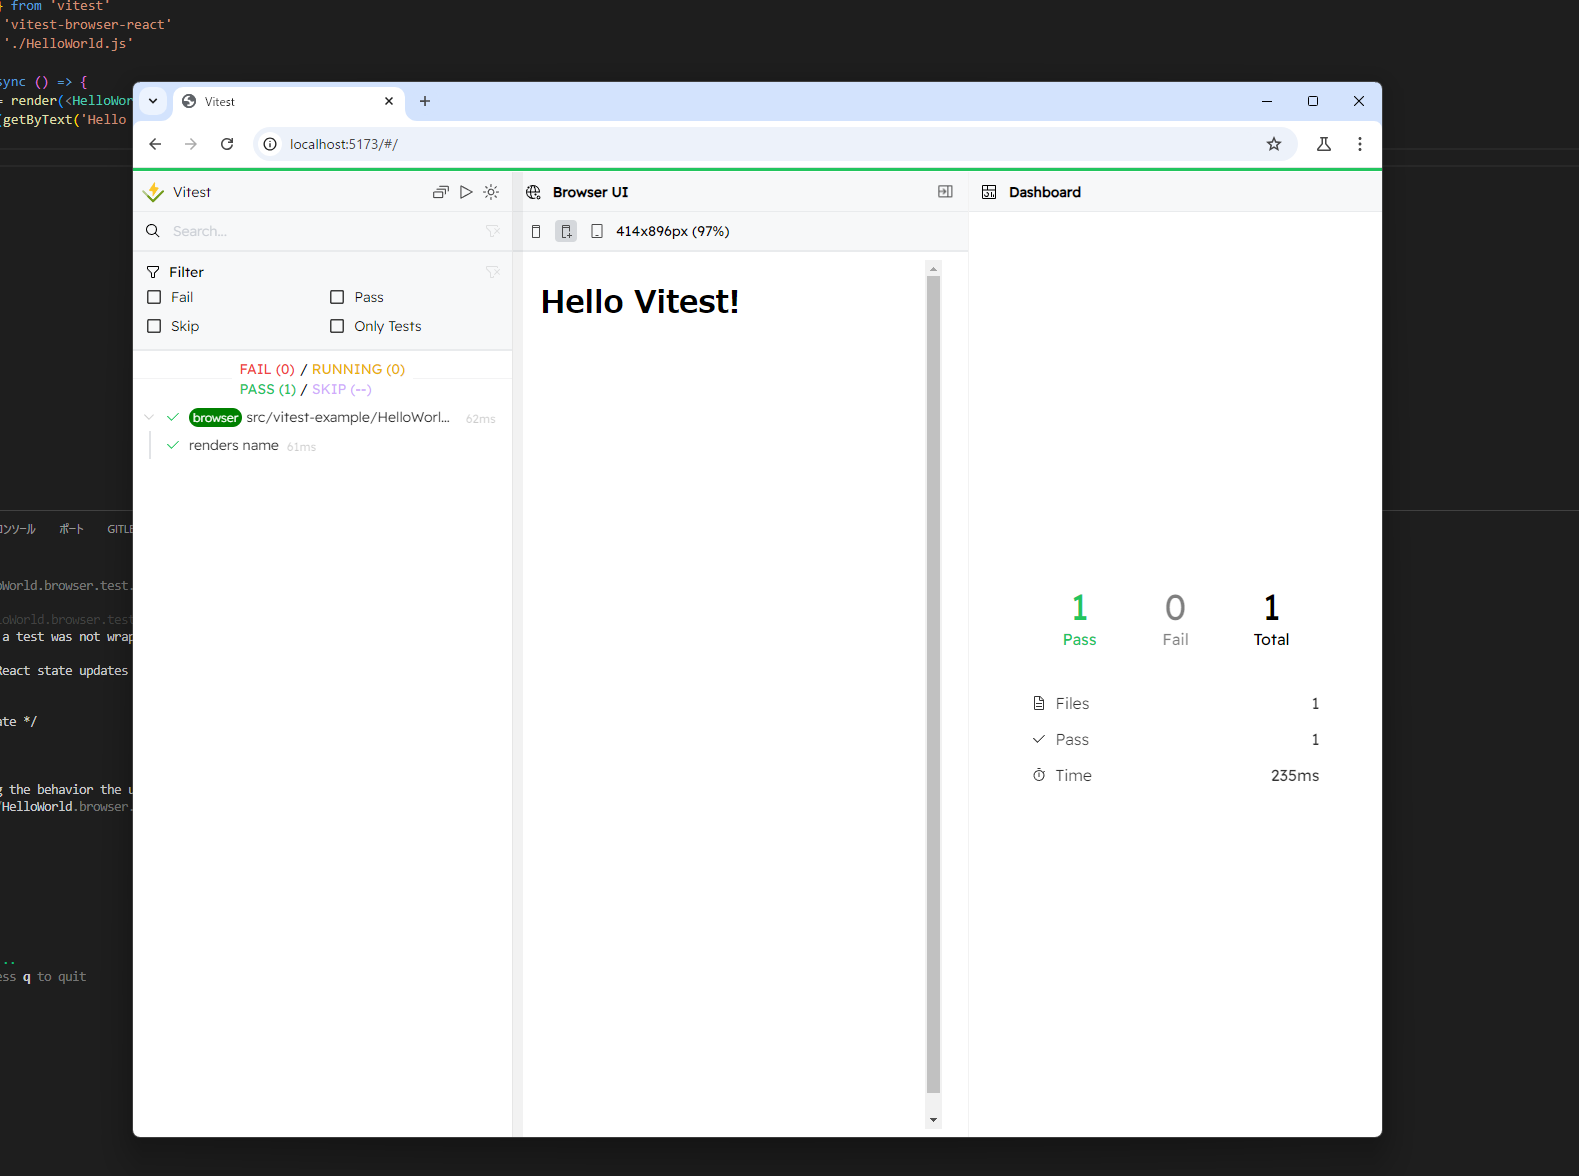 } from 'vitest'
'vitest-browser-react'
'./HelloWorld.js'
sync () => {
= render(<HelloWor
(getByText('Hello
Vitest
localhost:5173/#/
Vitest
Search...
Filter
Fail
Pass
Skip
Only Tests
FAIL (0) / RUNNING (0)
PASS (1) / SKIP (--)
browser src/vitest-example/HelloWorl... 62ms
renders name 61ms
Browser UI
414x896px (97%)
Hello Vitest!
Dashboard
1 Pass
0 Fail
1 Total
Files 1
Pass 1
Time 235ms
コンソール ポート GITLE
oWorld.browser.test.
loWorld.browser.test
a test was not wrap
React state updates
ate */
g the behavior the u
/HelloWorld.browser.
..
ess q to quit